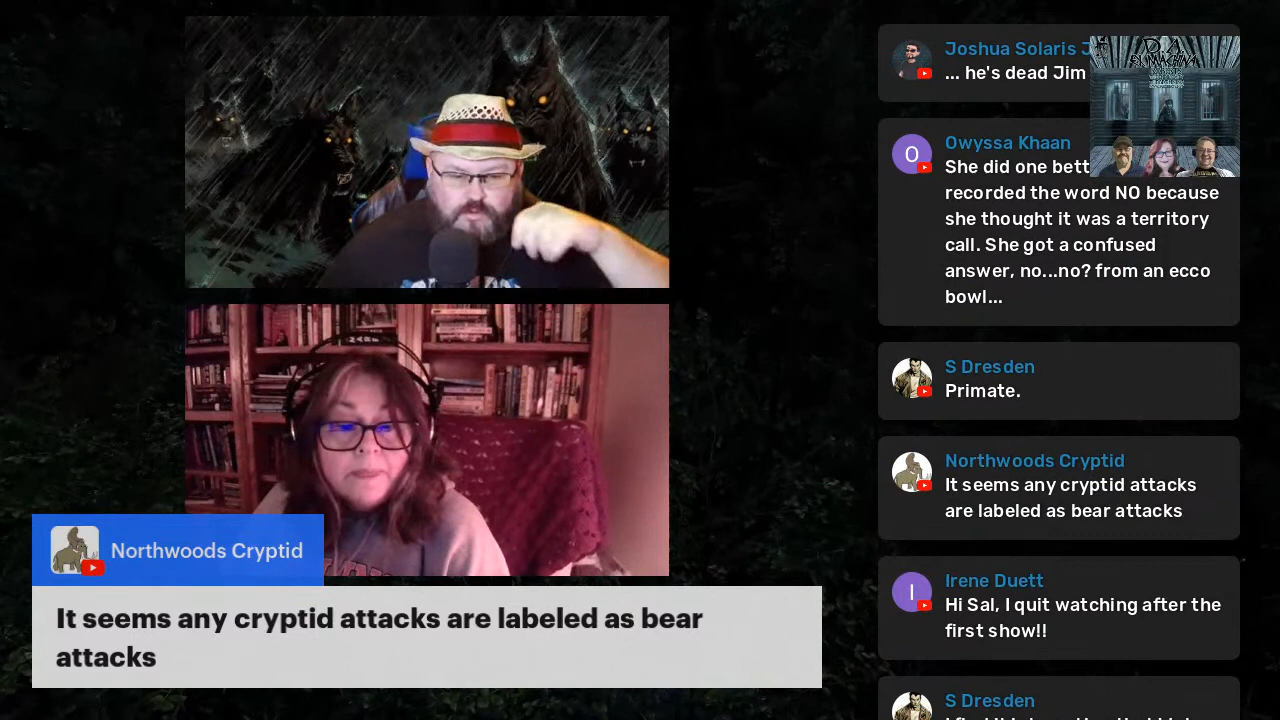 Joshua Solaris J
... he's dead Jim
Owyssa Khaan
She did one bett
recorded the word NO because
she thought it was a territory
call. She got a confused
answer, no...no? from an ecco
bowl...
S Dresden
Primate.
Northwoods Cryptid
It seems any cryptid attacks
are labeled as bear attacks
Irene Duett
Hi Sal, I quit watching after the
first show!!
S Dresden
Northwoods Cryptid
It seems any cryptid attacks are labeled as bear
attacks